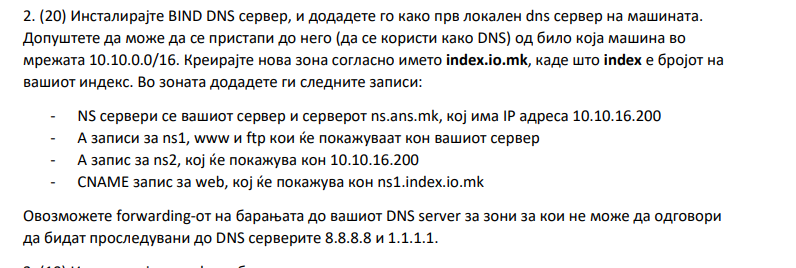 2. (20) Инсталирајте BIND DNS сервер, и додадете го како прв локален dns сервер на машината.
Допуштете да може да се пристапи до него (да се користи како DNS) од било која машина во
мрежата 10.10.0.0/16. Креирајте нова зона согласно името index.io.mk, каде што index е бројот на
вашиот индекс. Во зоната додадете ги следните записи:
- NS сервери се вашиот сервер и серверот ns.ans.mk, кој има IP адреса 10.10.16.200
- А записи за ns1, www и ftp кои ќе покажуваат кон вашиот сервер
- А запис за ns2, кој ќе покажува кон 10.10.16.200
- CNAME запис за web, кој ќе покажува кон ns1.index.io.mk
Овозможете forwarding-от на барањата до вашиот DNS server за зони за кои не може да одговори
да бидат проследувани до DNS серверите 8.8.8.8 и 1.1.1.1.